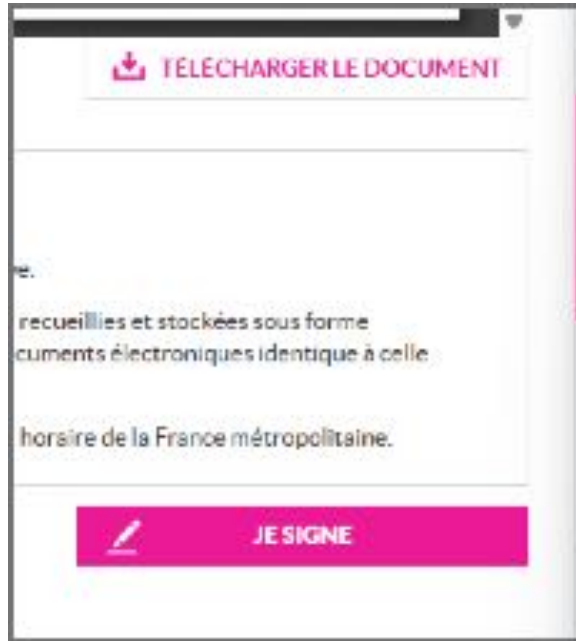 TÉLÉCHARGER LE DOCUMENT
e.
recueillies et stockées sous forme
cuments électroniques identique à celle
horaire de la France métropolitaine.
JE SIGNE